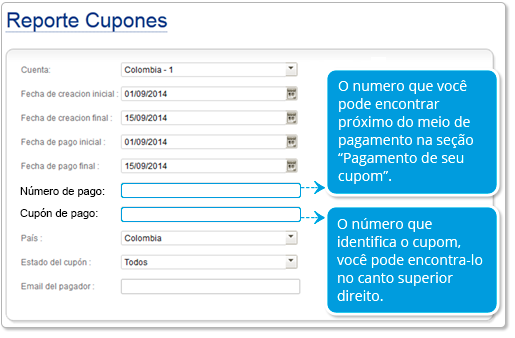 Reporte Cupones
Cuenta: Colombia - 1
Fecha de creacion inicial : 01/09/2014
Fecha de creacion final : 15/09/2014
Fecha de pago inicial : 01/09/2014
Fecha de pago final : 15/09/2014
Número de pago:
Cupón de pago:
País : Colombia
Estado del cupón : Todos
Email del pagador :
O numero que você
pode encontrar
próximo do meio de
pagamento na seção
“Pagamento de seu
cupom”.
O número que
identifica o cupom,
você pode encontra-lo
no canto superior
direito.